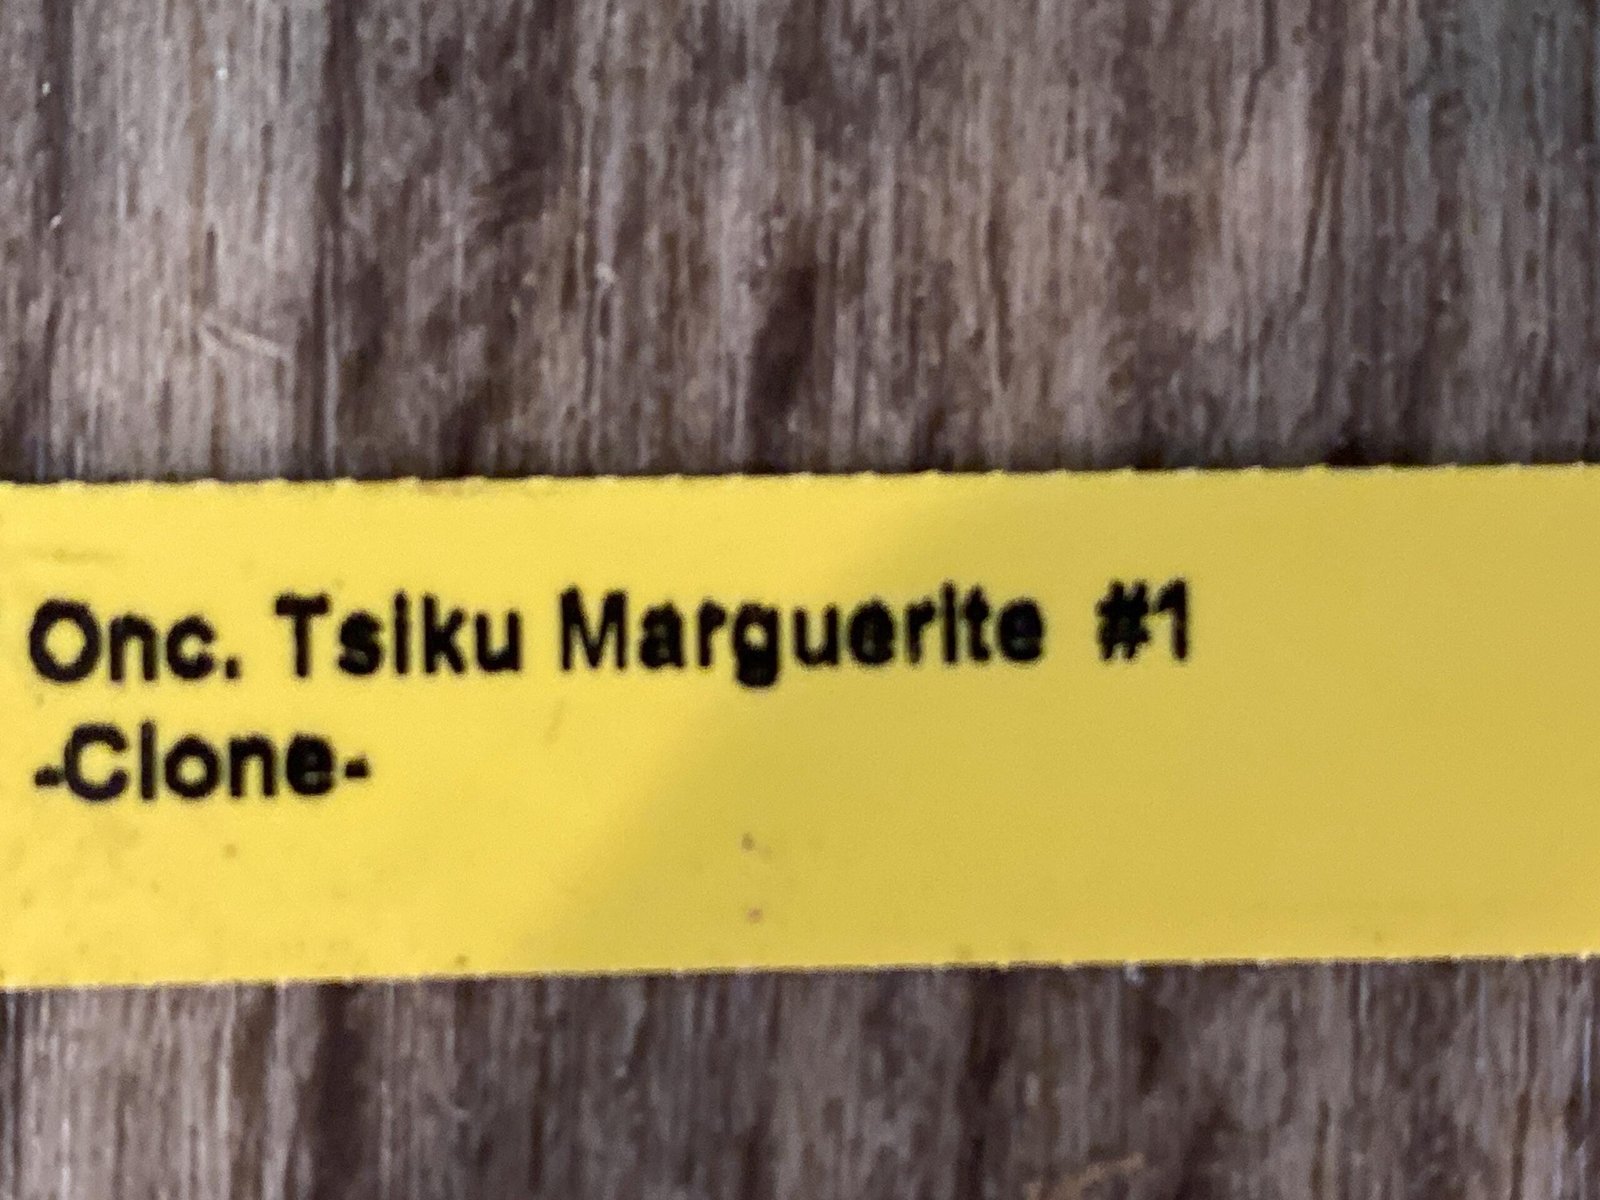 Onc. Tsiku Marguerite #1
-Clone-